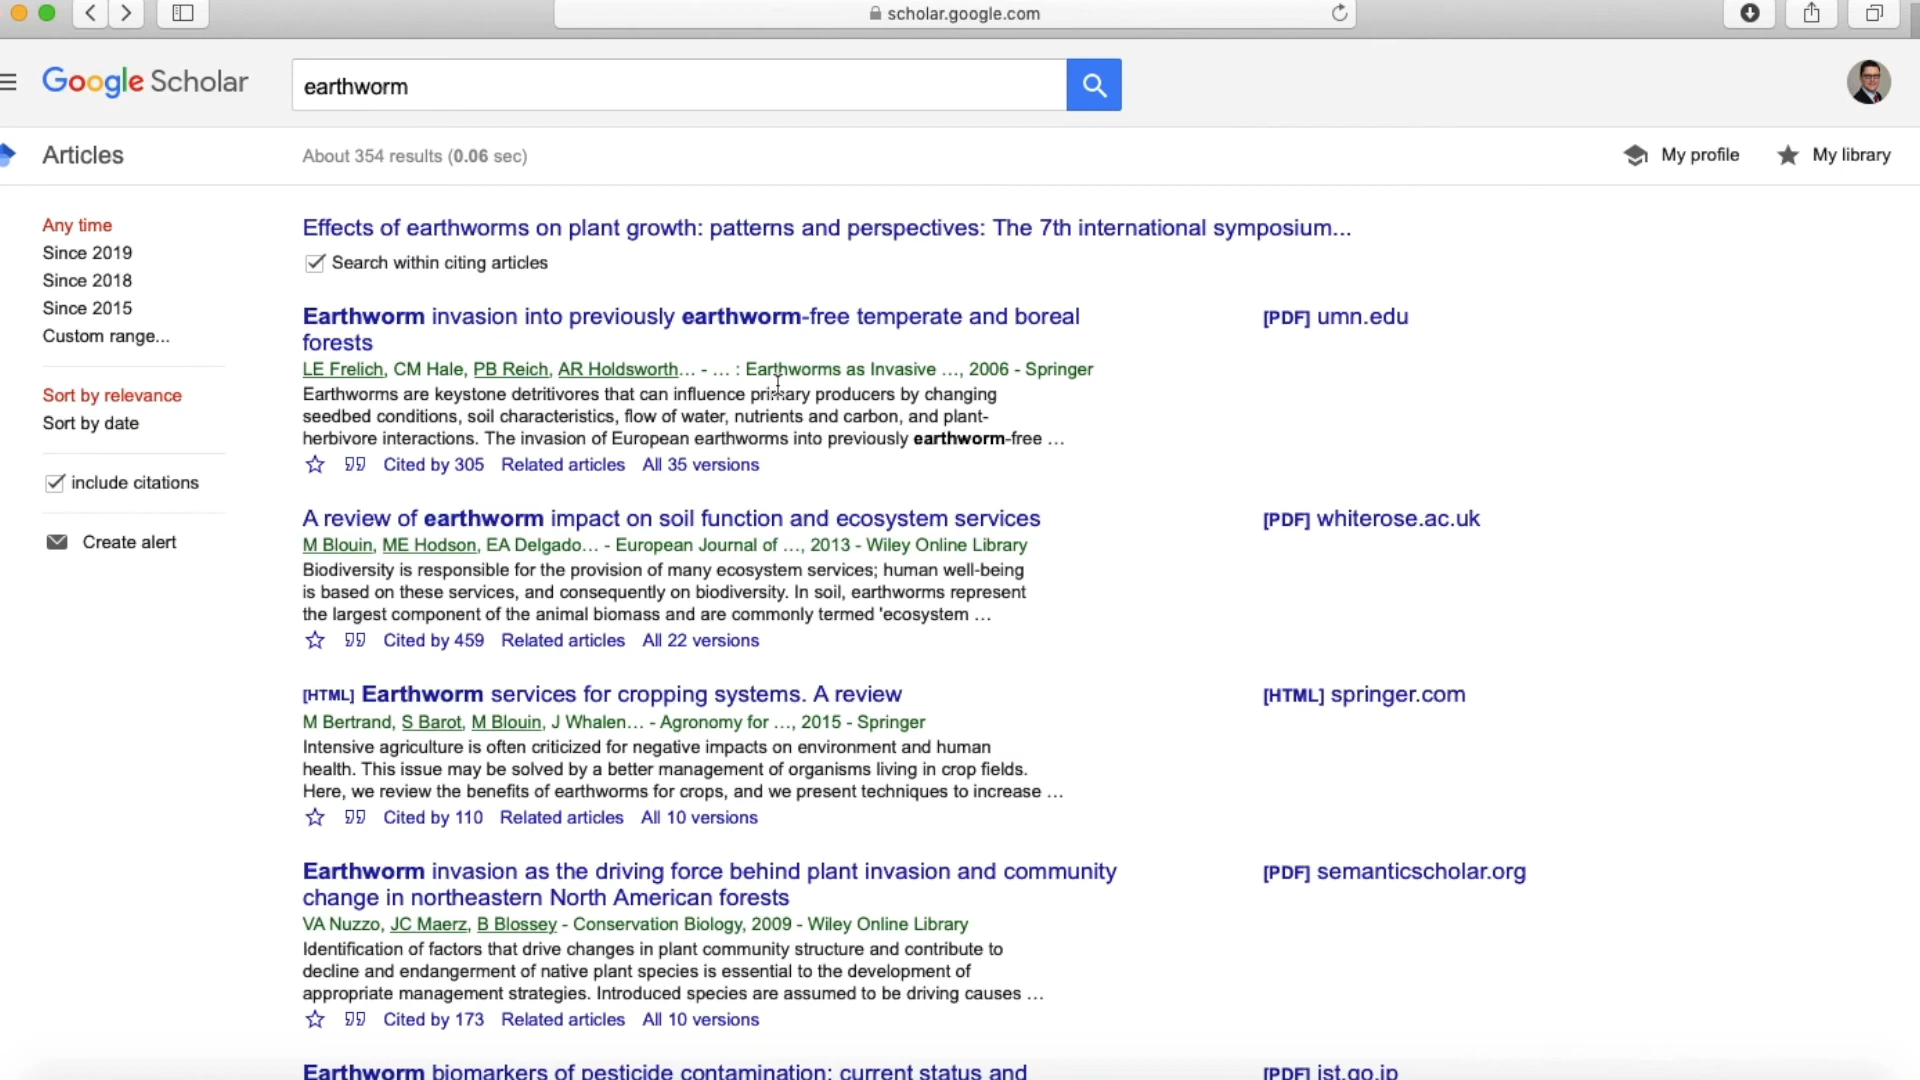 scholar.google.com
Google Scholar
earthworm
Articles
About 354 results (0.06 sec)
My profile
My library
Any time
Since 2019
Since 2018
Since 2015
Custom range...
Sort by relevance
Sort by date
include citations
Create alert
Effects of earthworms on plant growth: patterns and perspectives: The 7th international symposium...
Search within citing articles
Earthworm invasion into previously earthworm-free temperate and boreal
forests
[PDF] umn.edu
LE Frelich, CM Hale, PB Reich, AR Holdsworth… - … : Earthworms as Invasive …, 2006 - Springer
Earthworms are keystone detritivores that can influence primary producers by changing
seedbed conditions, soil characteristics, flow of water, nutrients and carbon, and plant-
herbivore interactions. The invasion of European earthworms into previously earthworm-free …
Cited by 305 Related articles All 35 versions
A review of earthworm impact on soil function and ecosystem services
[PDF] whiterose.ac.uk
M Blouin, ME Hodson, EA Delgado… - European Journal of …, 2013 - Wiley Online Library
Biodiversity is responsible for the provision of many ecosystem services; human well-being
is based on these services, and consequently on biodiversity. In soil, earthworms represent
the largest component of the animal biomass and are commonly termed 'ecosystem …
Cited by 459 Related articles All 22 versions
[HTML] Earthworm services for cropping systems. A review
[HTML] springer.com
M Bertrand, S Barot, M Blouin, J Whalen… - Agronomy for …, 2015 - Springer
Intensive agriculture is often criticized for negative impacts on environment and human
health. This issue may be solved by a better management of organisms living in crop fields.
Here, we review the benefits of earthworms for crops, and we present techniques to increase …
Cited by 110 Related articles All 10 versions
Earthworm invasion as the driving force behind plant invasion and community
change in northeastern North American forests
[PDF] semanticscholar.org
VA Nuzzo, JC Maerz, B Blossey - Conservation Biology, 2009 - Wiley Online Library
Identification of factors that drive changes in plant community structure and contribute to
decline and endangerment of native plant species is essential to the development of
appropriate management strategies. Introduced species are assumed to be driving causes …
Cited by 173 Related articles All 10 versions
Earthworm biomarkers of pesticide contamination: current status and
[PDF] jst.go.jp